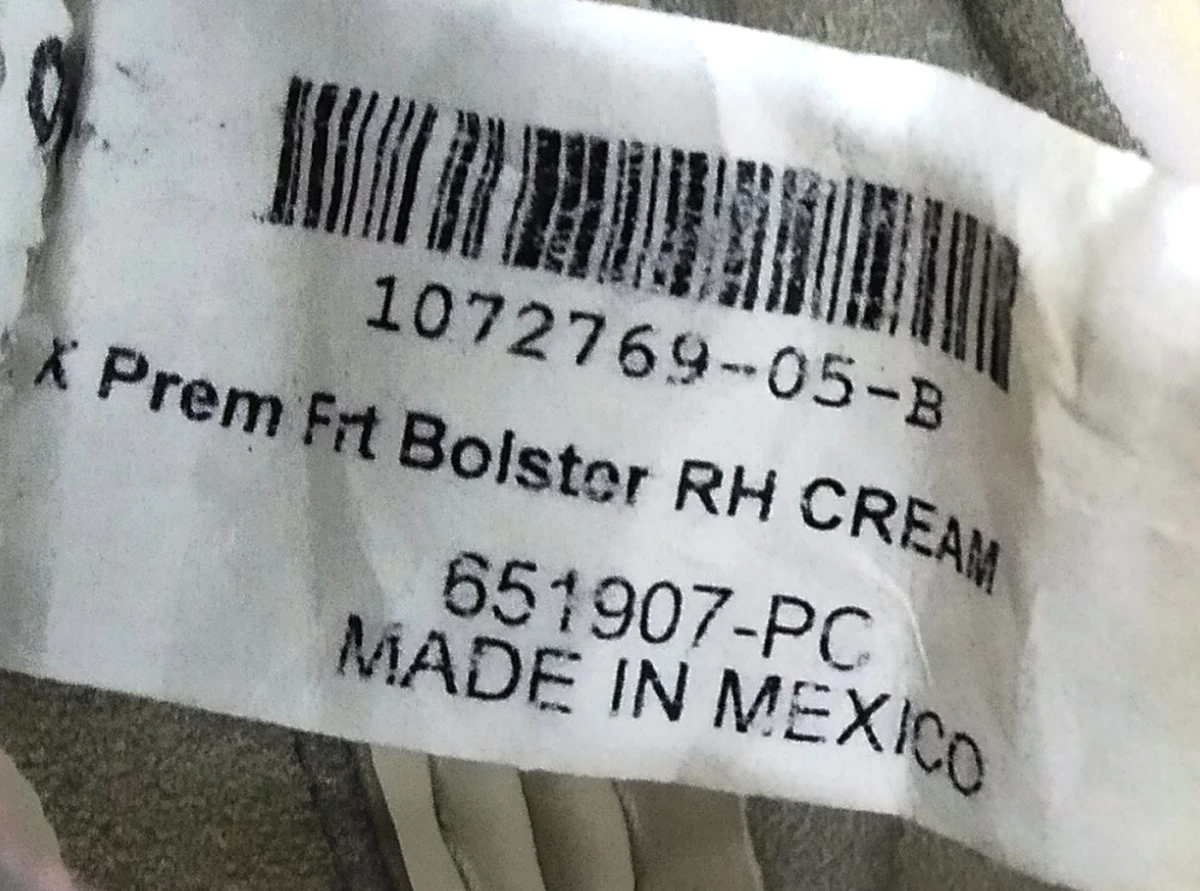 1072769-05-B
X Prem Frt Bolster RH CREAM
651907-PC
MADE IN MEXICO